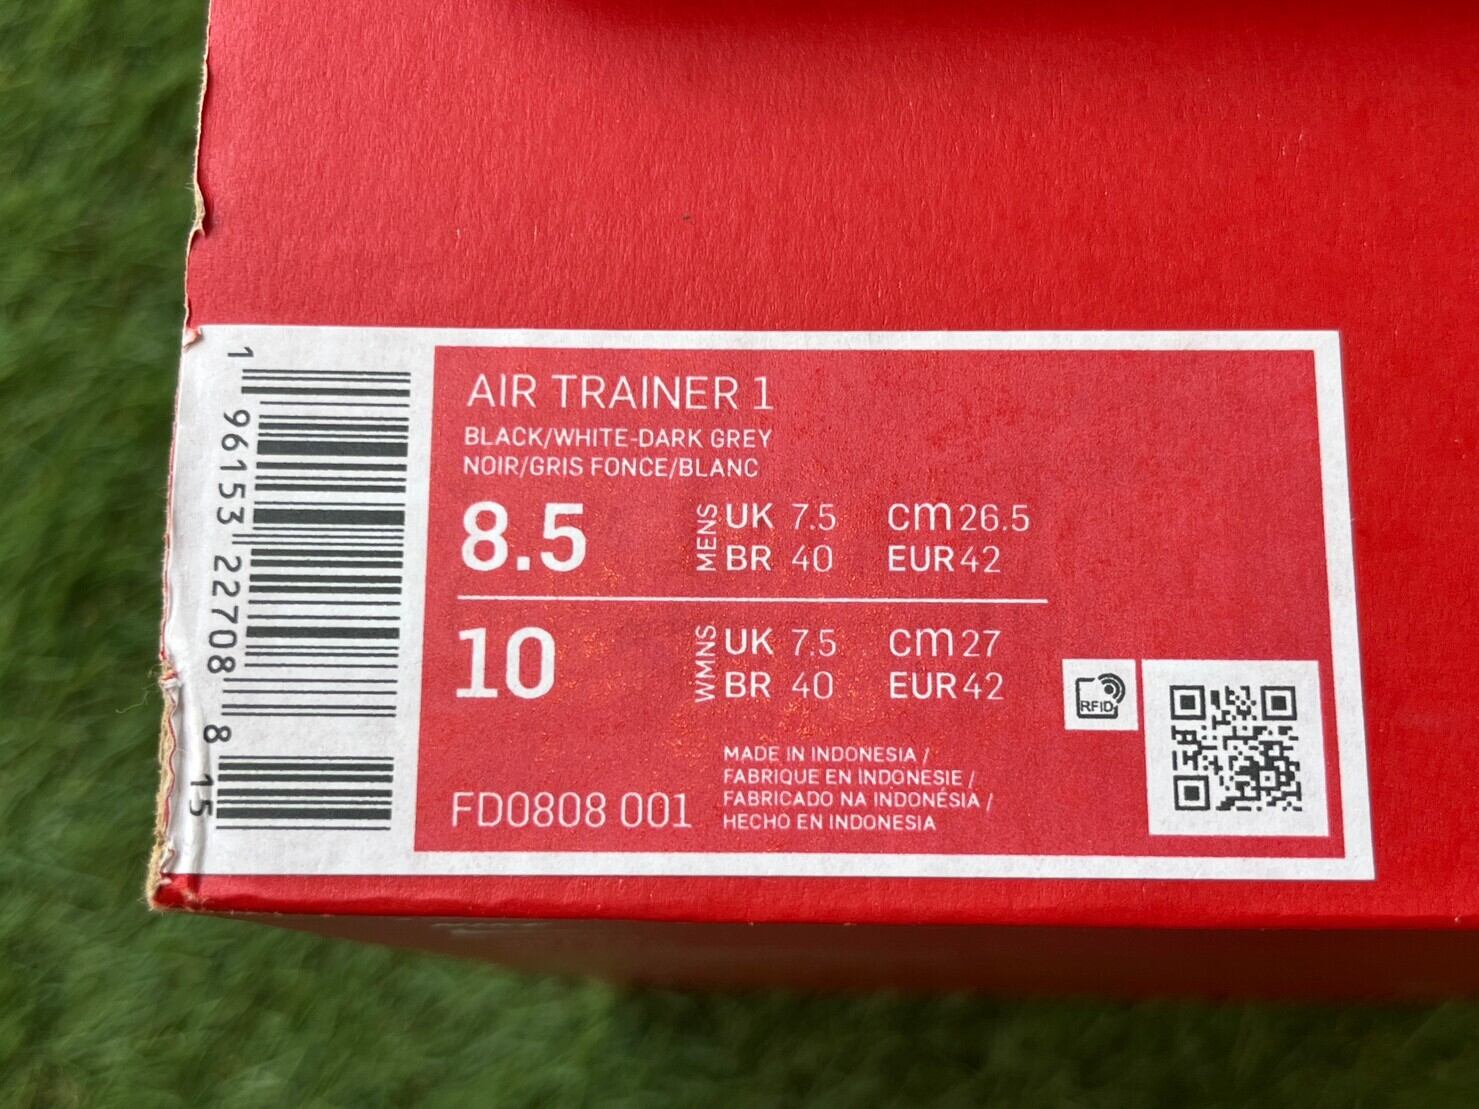 1 96153 22708 8 15
AIR TRAINER 1
BLACK/WHITE-DARK GREY
NOIR/GRIS FONCE/BLANC
8.5 MENS UK 7.5 CM 26.5
BR 40 EUR 42
10 WMNS UK 7.5 CM 27
BR 40 EUR 42
RFID
MADE IN INDONESIA /
FABRIQUE EN INDONESIE /
FABRICADO NA INDONÉSIA /
HECHO EN INDONESIA
FD0808 001